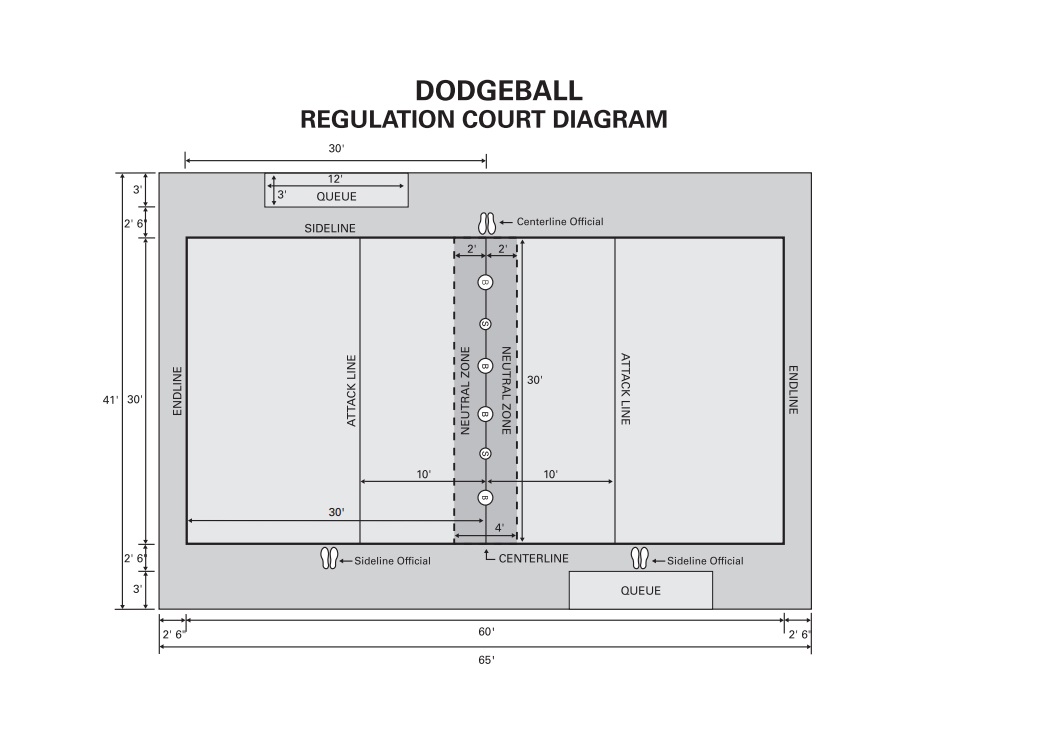 DODGEBALL
REGULATION COURT DIAGRAM
30'
12'
3'
3'
QUEUE
2' 6"
Centerline Official
SIDELINE
2' 2'
B
S
B
B
S
B
NEUTRAL ZONE
NEUTRAL ZONE
ATTACK LINE
ATTACK LINE
ENDLINE
ENDLINE
30'
41' 30'
10' 10'
30'
4'
2' 6"
Sideline Official
CENTERLINE
Sideline Official
3'
QUEUE
2' 6"
60'
2' 6"
65'